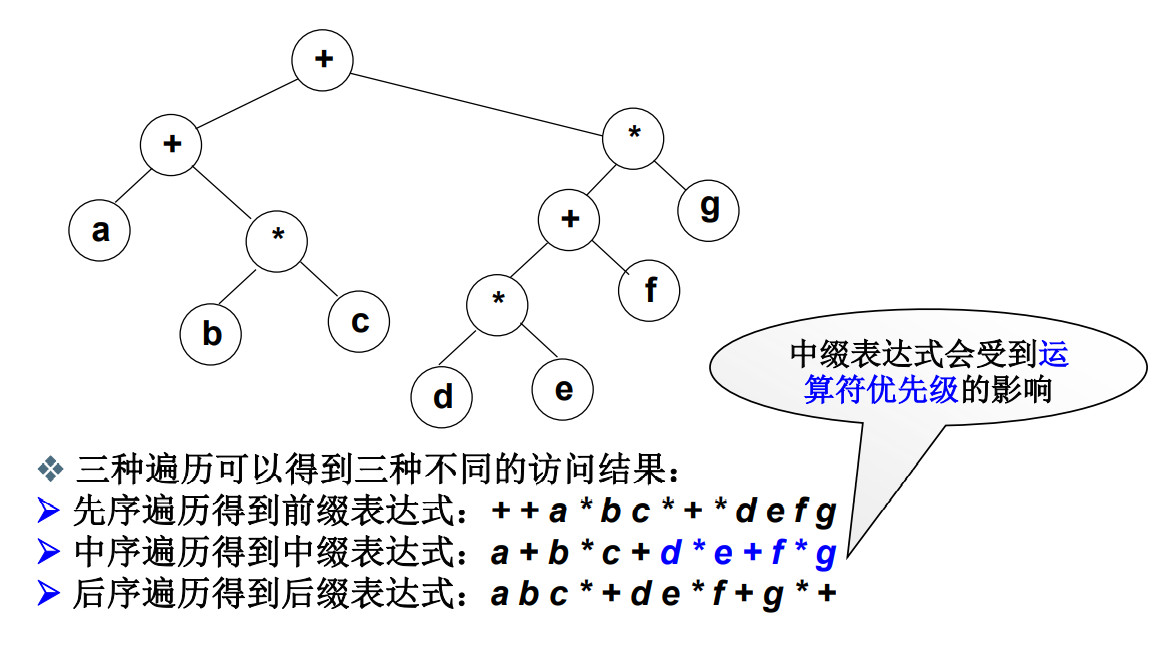 +
+
*
a
*
+
g
b
c
*
f
d
e
中缀表达式会受到运
算符优先级的影响
三种遍历可以得到三种不同的访问结果：
先序遍历得到前缀表达式：+ + a * b c * + * d e f g
中序遍历得到中缀表达式：a + b * c + d * e + f * g
后序遍历得到后缀表达式：a b c * + d e * f + g * +